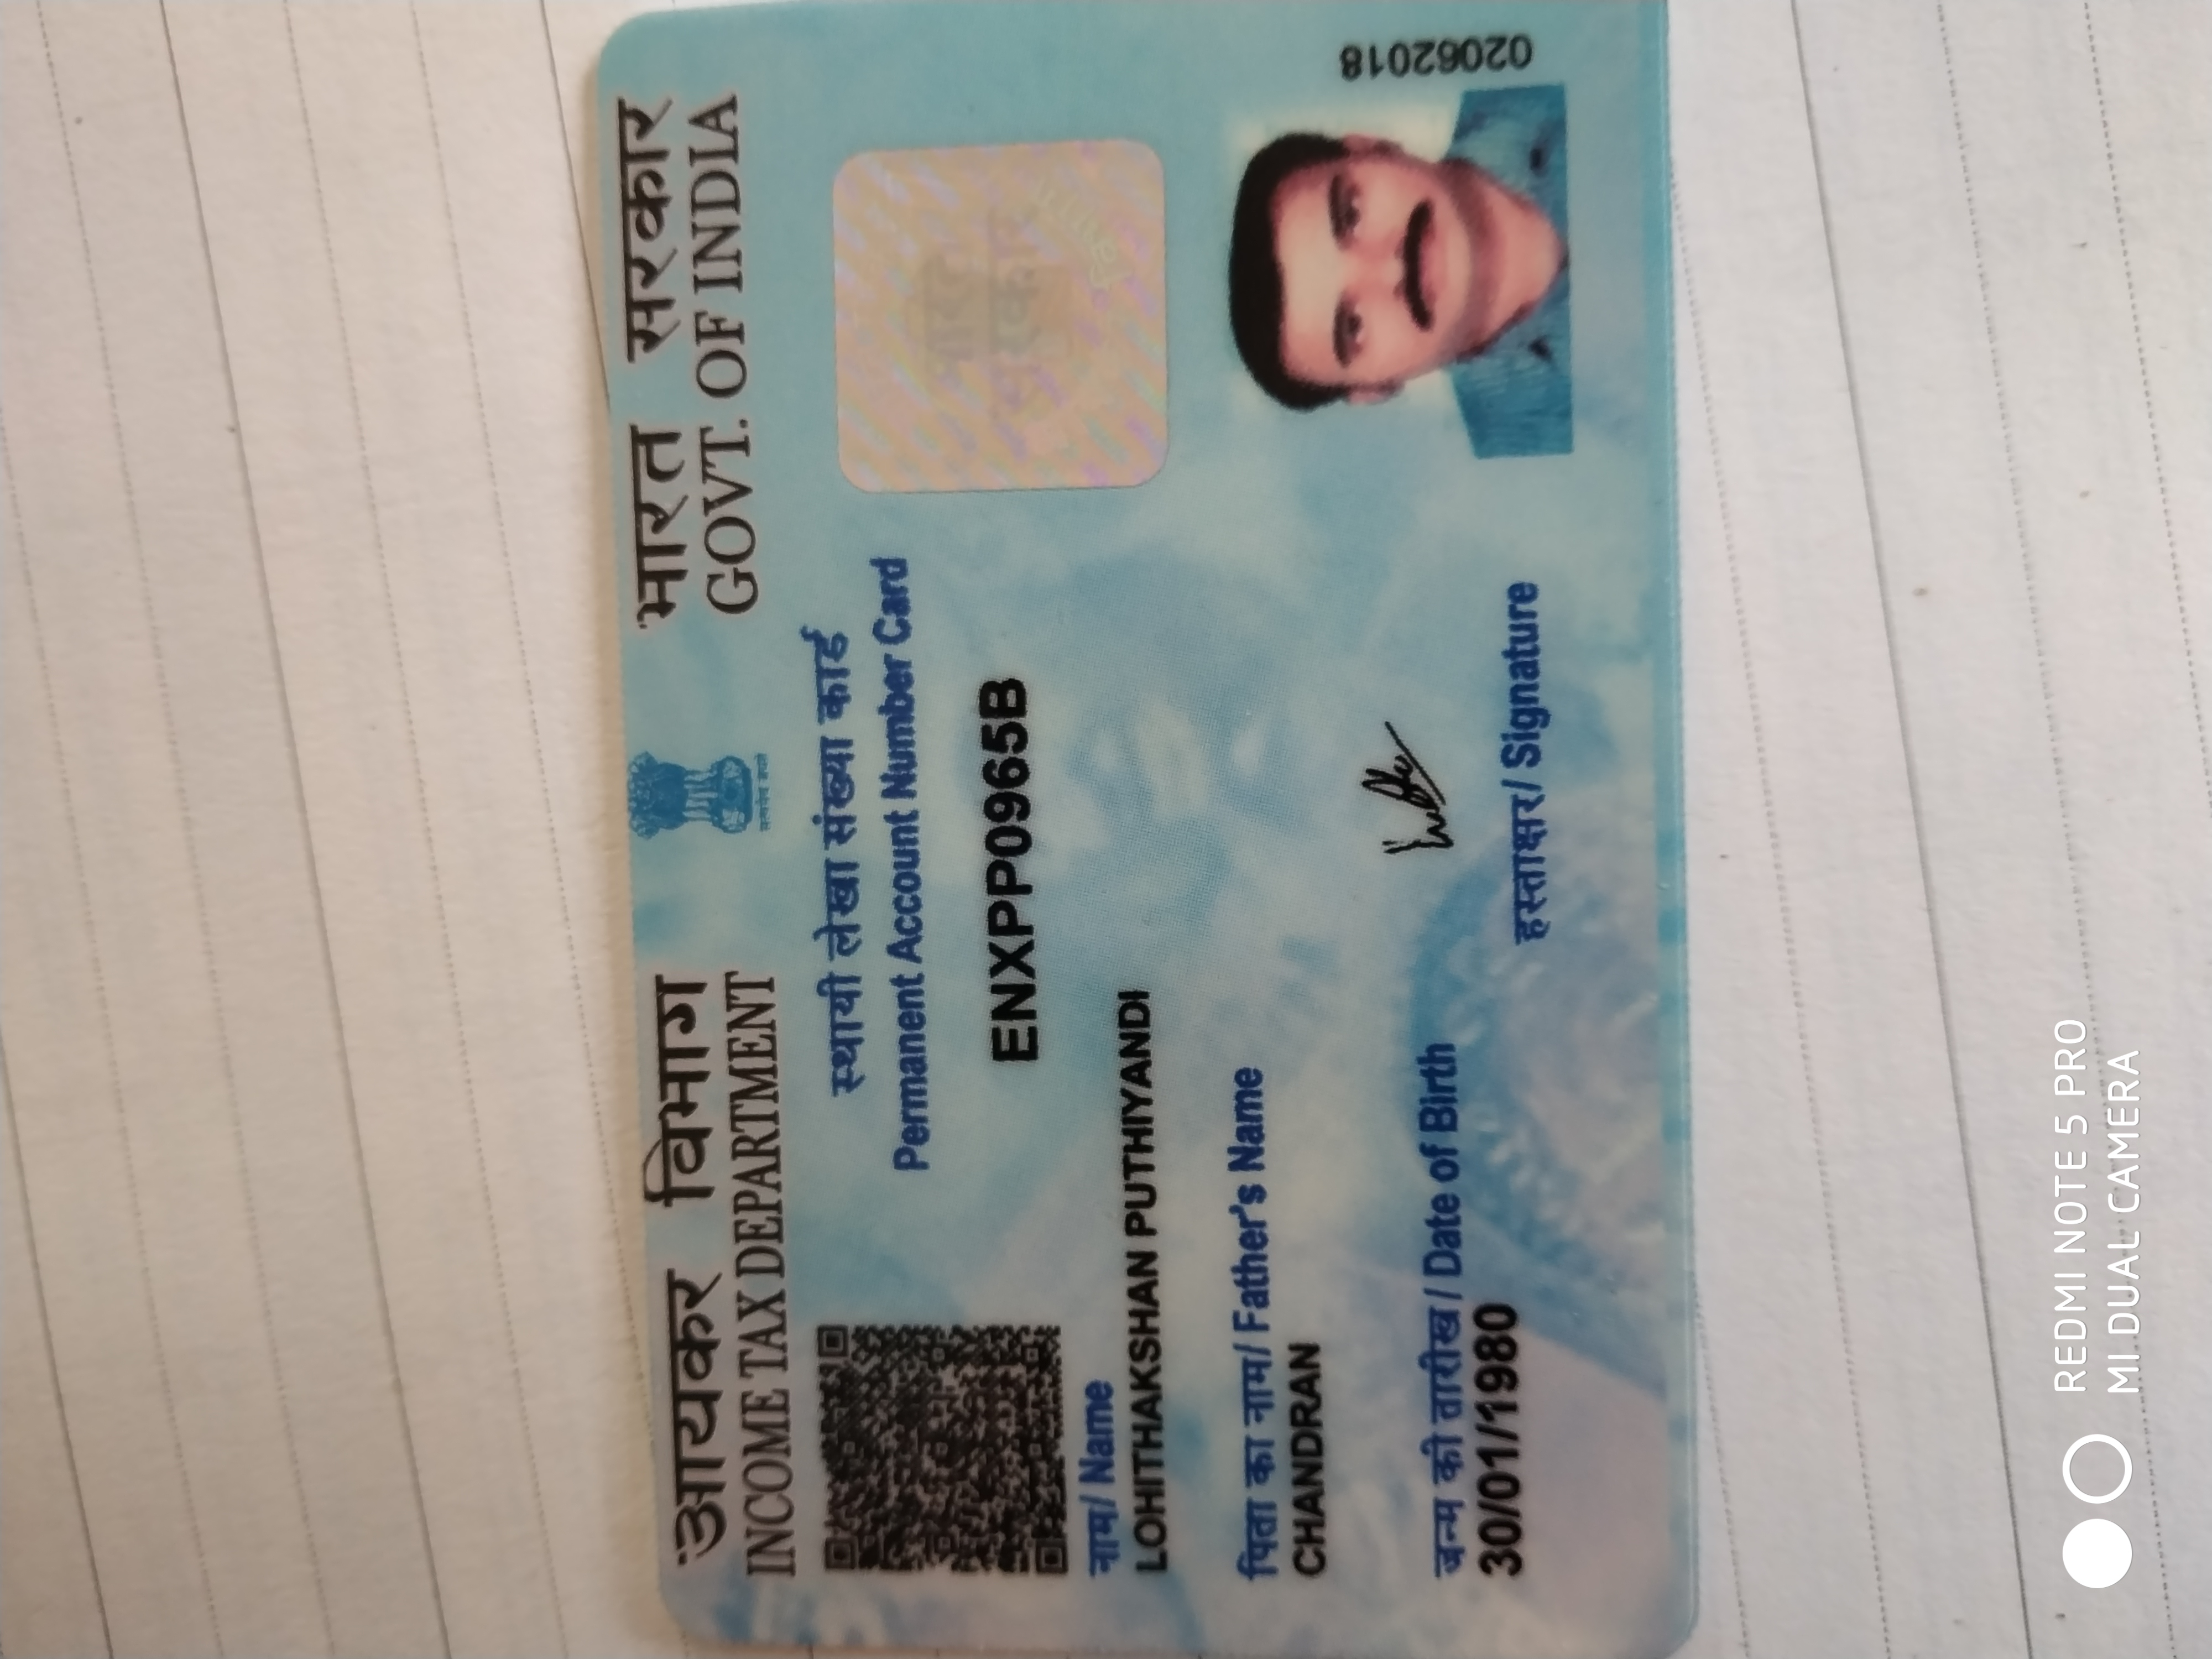 आयकर विभाग
INCOME TAX DEPARTMENT
भारत सरकार
GOVT. OF INDIA
सत्यमेव जयते
स्थायी लेखा संख्या कार्ड
Permanent Account Number Card
ENXPP0965B
भारत
सरकार
नाम/ Name
LOHITHAKSHAN PUTHIYANDI
पिता का नाम/ Father's Name
CHANDRAN
जन्म की तारीख / Date of Birth
30/01/1980
हस्ताक्षर/ Signature
02062018
REDMI NOTE 5 PRO
MI DUAL CAMERA